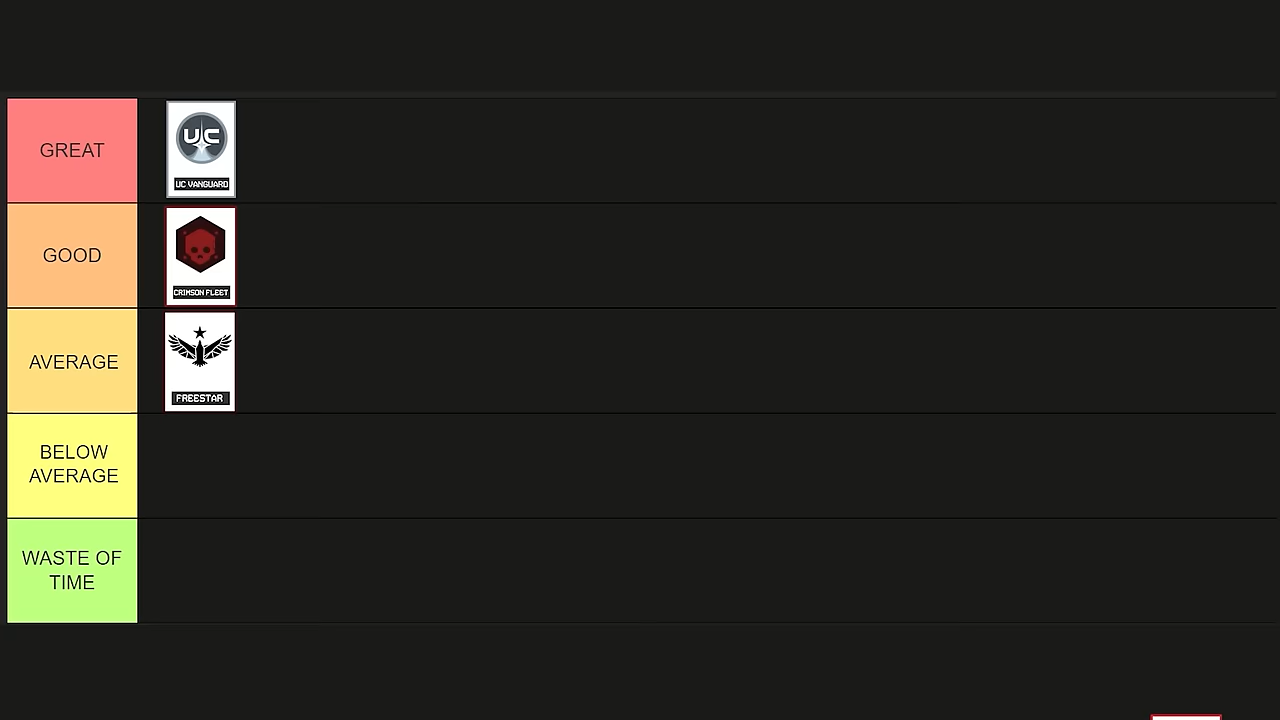 GREAT
UC
UC VANGUARD
GOOD
CRIMSON FLEET
AVERAGE
FREESTAR
BELOW
AVERAGE
WASTE OF
TIME